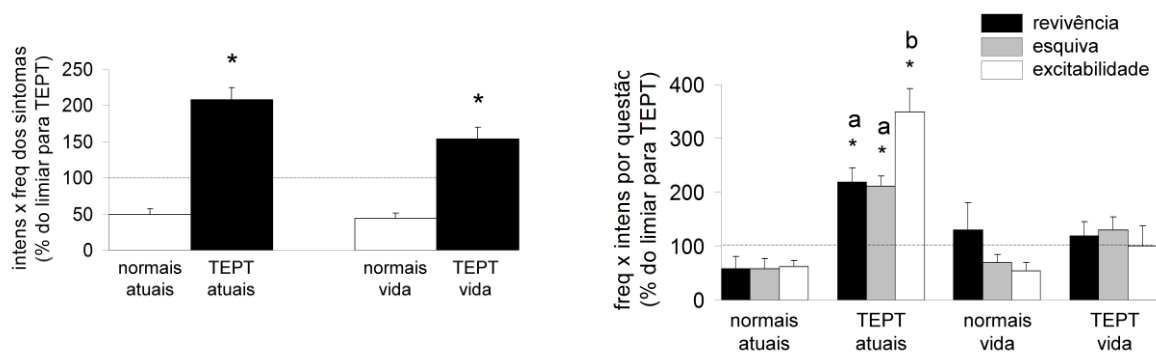 intens x freq dos sintomas
(% do limiar para TEPT)
250
200
150
100
50
0
*
*
normais
atuais
TEPT
atuais
normais
vida
TEPT
vida
freq x intens por questãc
(% do limiar para TEPT)
400
300
200
100
0
revivência
esquiva
excitabilidade
a
*
a
*
b
*
normais
atuais
TEPT
atuais
normais
vida
TEPT
vida